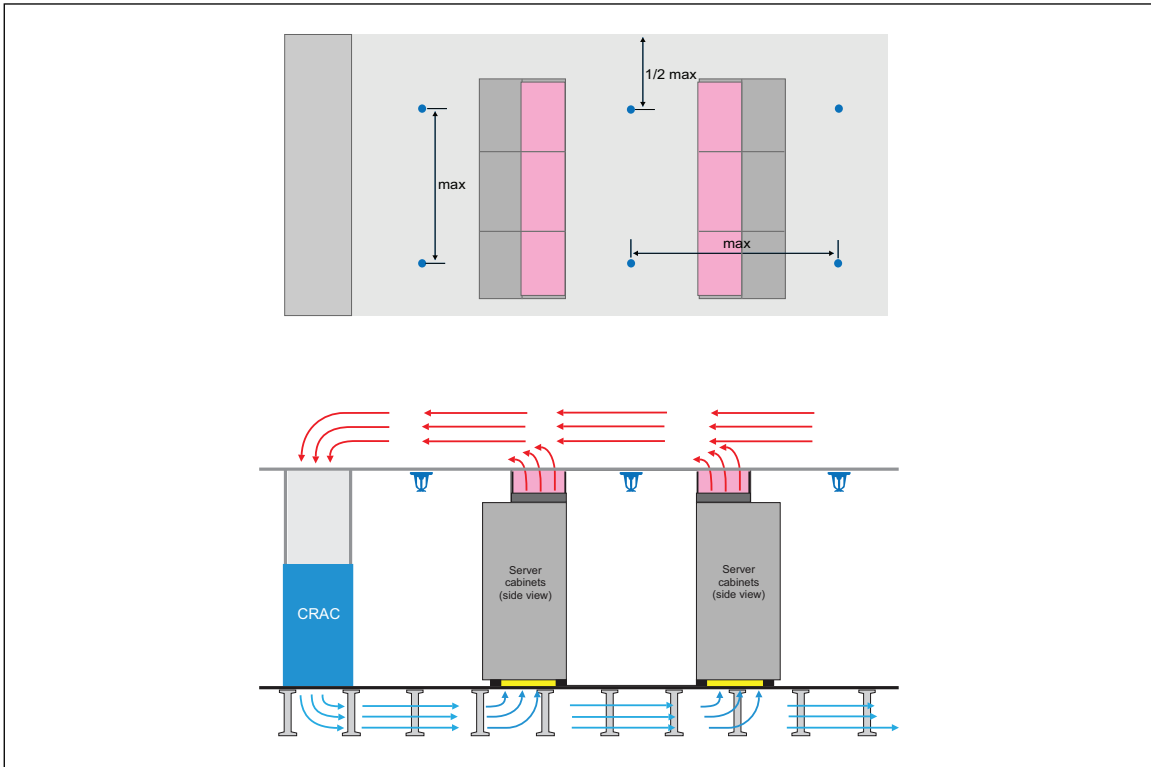 1/2 max
max
max
Server
cabinets
(side view)
Server
cabinets
(side view)
CRAC